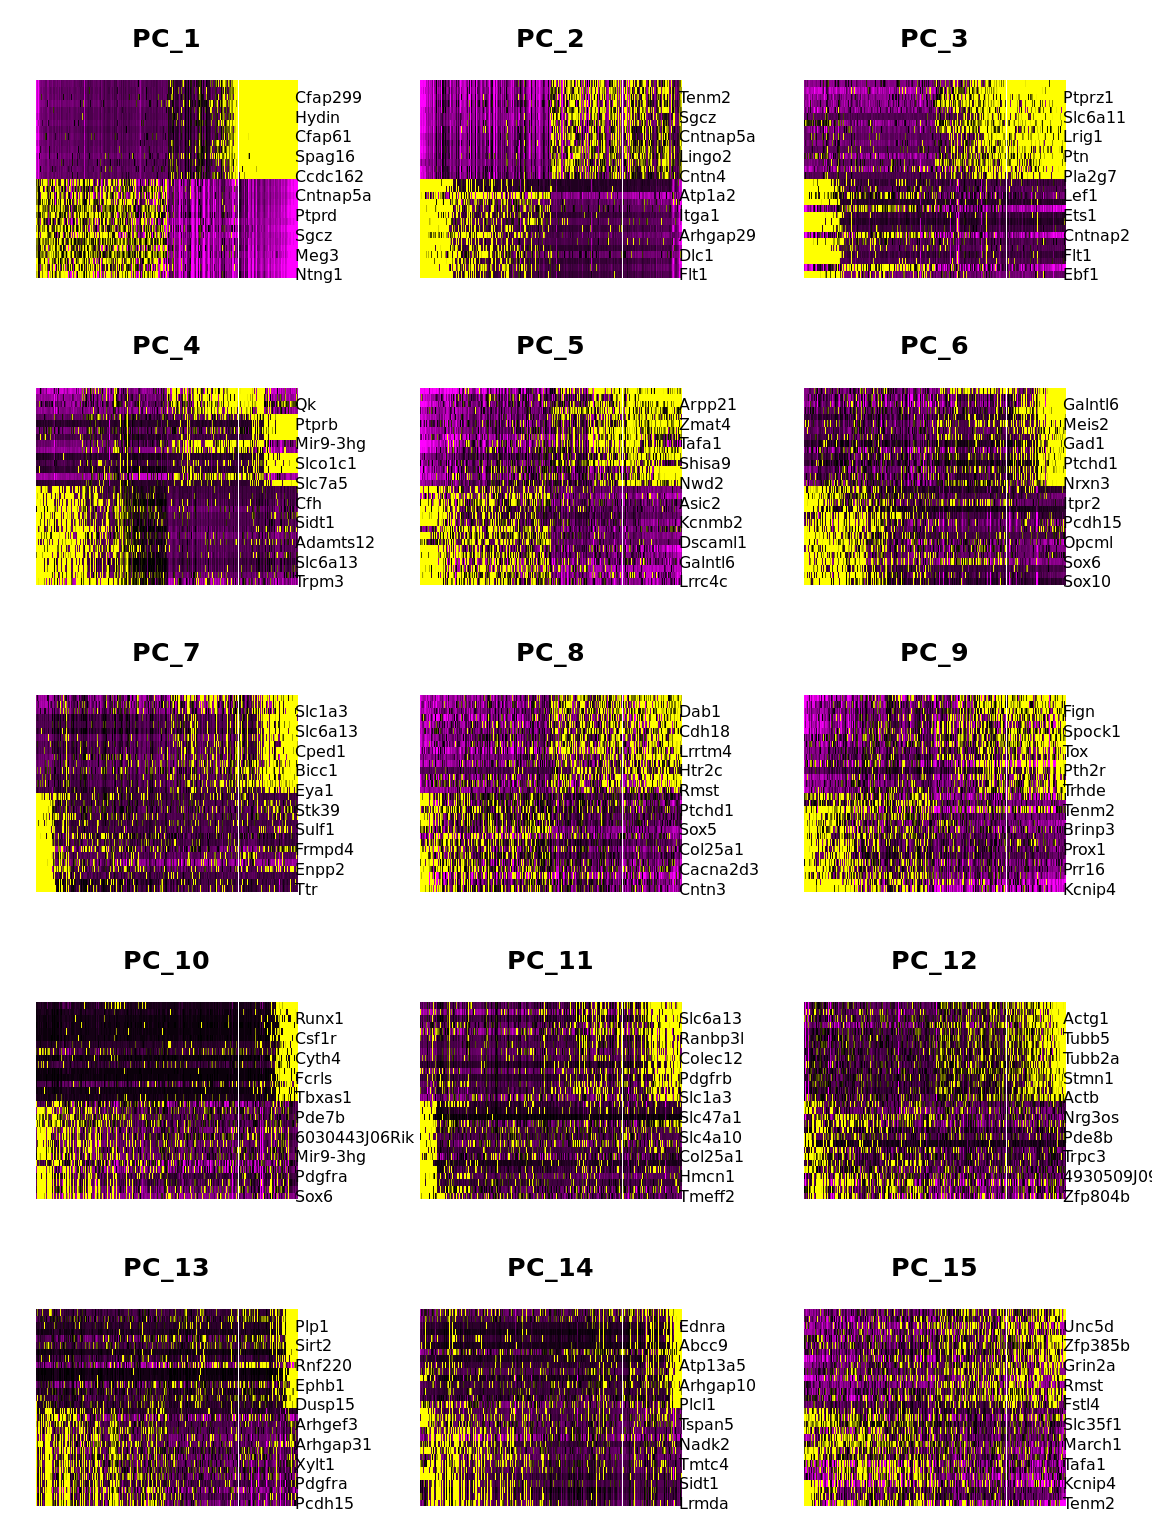 PC_1
Cfap299
Hydin
Cfap61
Spag16
Ccdc162
Cntnap5a
Ptprd
Sgcz
Meg3
Ntng1
PC_2
Tenm2
Sgcz
Cntnap5a
Lingo2
Cntn4
Atp1a2
Itga1
Arhgap29
Dlc1
Flt1
PC_3
Ptprz1
Slc6a11
Lrig1
Ptn
Pla2g7
Lef1
Ets1
Cntnap2
Flt1
Ebf1
PC_4
Qk
Ptprb
Mir9-3hg
Slco1c1
Slc7a5
Cfh
Sidt1
Adamts12
Slc6a13
Trpm3
PC_5
Arpp21
Zmat4
Tafa1
Shisa9
Nwd2
Asic2
Kcnmb2
Dscaml1
Galntl6
Lrrc4c
PC_6
Galntl6
Meis2
Gad1
Ptchd1
Nrxn3
Itpr2
Pcdh15
Opcml
Sox6
Sox10
PC_7
Slc1a3
Slc6a13
Cped1
Bicc1
Eya1
Stk39
Sulf1
Frmpd4
Enpp2
Ttr
PC_8
Dab1
Cdh18
Lrrtm4
Htr2c
Rmst
Ptchd1
Sox5
Col25a1
Cacna2d3
Cntn3
PC_9
Fign
Spock1
Tox
Pth2r
Trhde
Tenm2
Brinp3
Prox1
Prr16
Kcnip4
PC_10
Runx1
Csf1r
Cyth4
Fcrls
Tbxas1
Pde7b
6030443J06Rik
Mir9-3hg
Pdgfra
Sox6
PC_11
Slc6a13
Ranbp3l
Colec12
Pdgfrb
Slc1a3
Slc47a1
Slc4a10
Col25a1
Hmcn1
Tmeff2
PC_12
Actg1
Tubb5
Tubb2a
Stmn1
Actb
Nrg3os
Pde8b
Trpc3
4930509J09
Zfp804b
PC_13
Plp1
Sirt2
Rnf220
Ephb1
Dusp15
Arhgef3
Arhgap31
Xylt1
Pdgfra
Pcdh15
PC_14
Ednra
Abcc9
Atp13a5
Arhgap10
Plcl1
Tspan5
Nadk2
Tmtc4
Sidt1
Lrmda
PC_15
Unc5d
Zfp385b
Grin2a
Rmst
Fstl4
Slc35f1
March1
Tafa1
Kcnip4
Tenm2